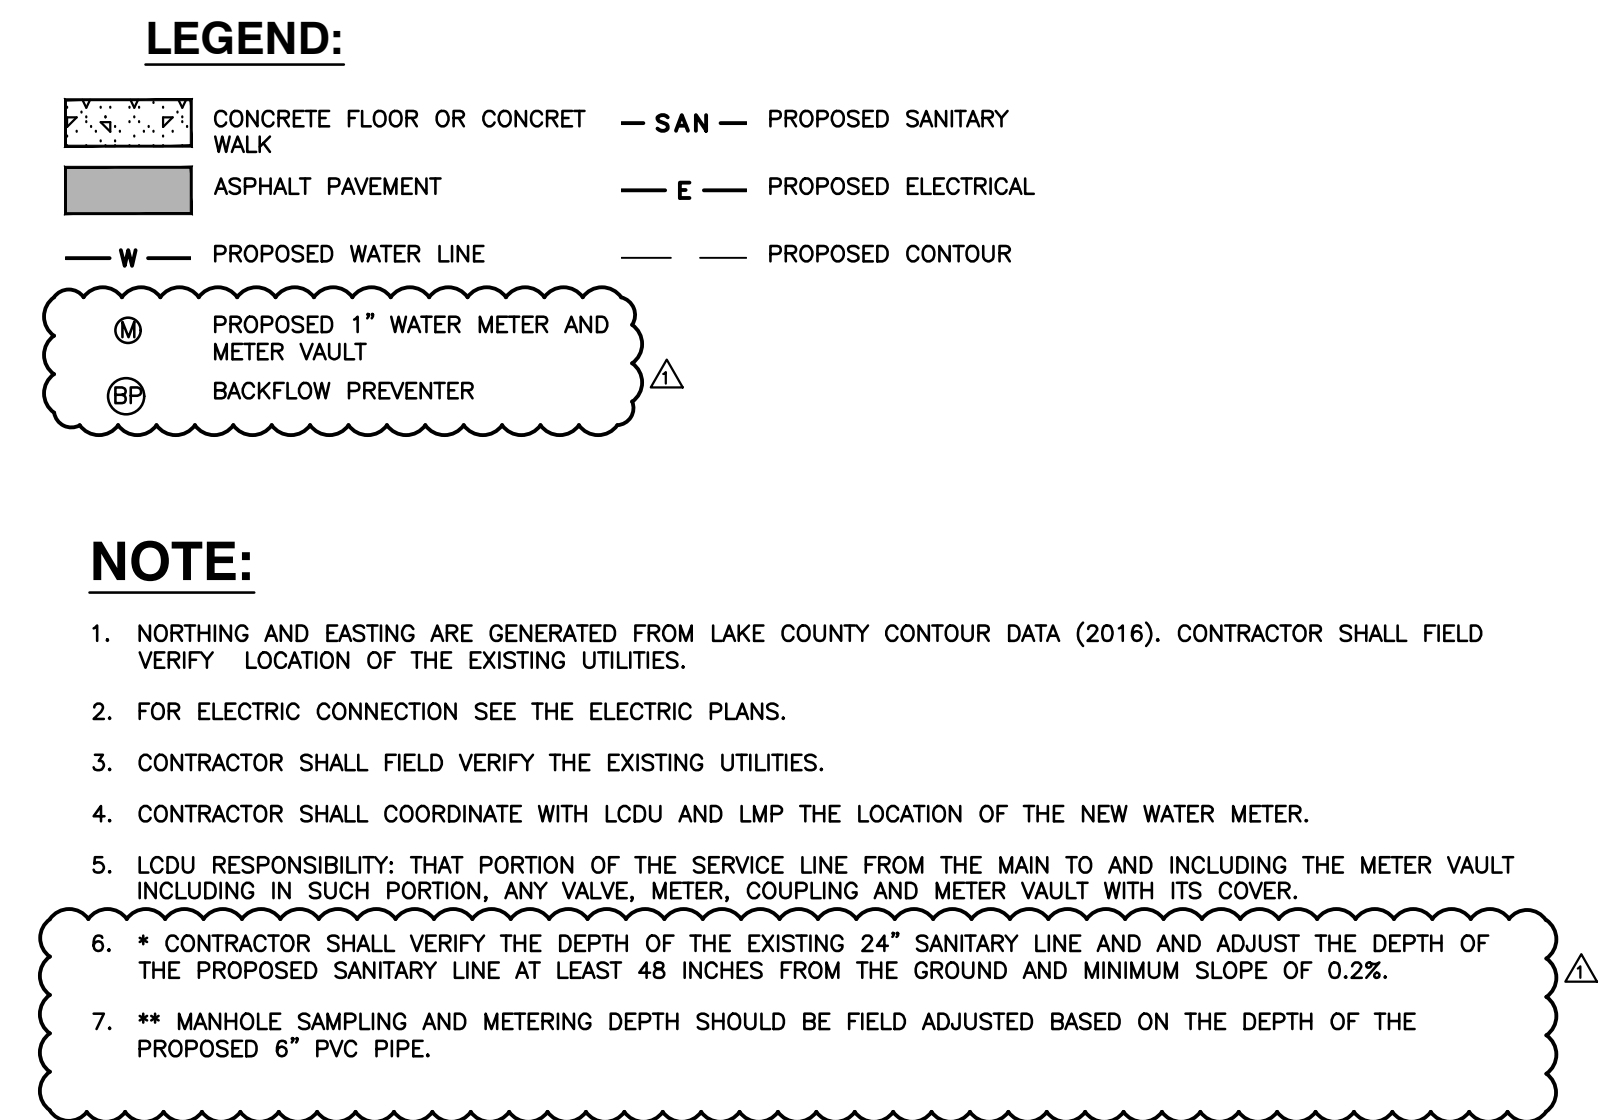 LEGEND:
CONCRETE FLOOR OR CONCRET
WALK
ASPHALT PAVEMENT
W PROPOSED WATER LINE
SAN PROPOSED SANITARY
E PROPOSED ELECTRICAL
PROPOSED CONTOUR
M PROPOSED 1” WATER METER AND
METER VAULT
BP BACKFLOW PREVENTER
1
NOTE:
1. NORTHING AND EASTING ARE GENERATED FROM LAKE COUNTY CONTOUR DATA (2016). CONTRACTOR SHALL FIELD
VERIFY LOCATION OF THE EXISTING UTILITIES.
2. FOR ELECTRIC CONNECTION SEE THE ELECTRIC PLANS.
3. CONTRACTOR SHALL FIELD VERIFY THE EXISTING UTILITIES.
4. CONTRACTOR SHALL COORDINATE WITH LCDU AND LMP THE LOCATION OF THE NEW WATER METER.
5. LCDU RESPONSIBILITY: THAT PORTION OF THE SERVICE LINE FROM THE MAIN TO AND INCLUDING THE METER VAULT
INCLUDING IN SUCH PORTION, ANY VALVE, METER, COUPLING AND METER VAULT WITH ITS COVER.
6. * CONTRACTOR SHALL VERIFY THE DEPTH OF THE EXISTING 24” SANITARY LINE AND AND ADJUST THE DEPTH OF
THE PROPOSED SANITARY LINE AT LEAST 48 INCHES FROM THE GROUND AND MINIMUM SLOPE OF 0.2%.
1
7. ** MANHOLE SAMPLING AND METERING DEPTH SHOULD BE FIELD ADJUSTED BASED ON THE DEPTH OF THE
PROPOSED 6” PVC PIPE.